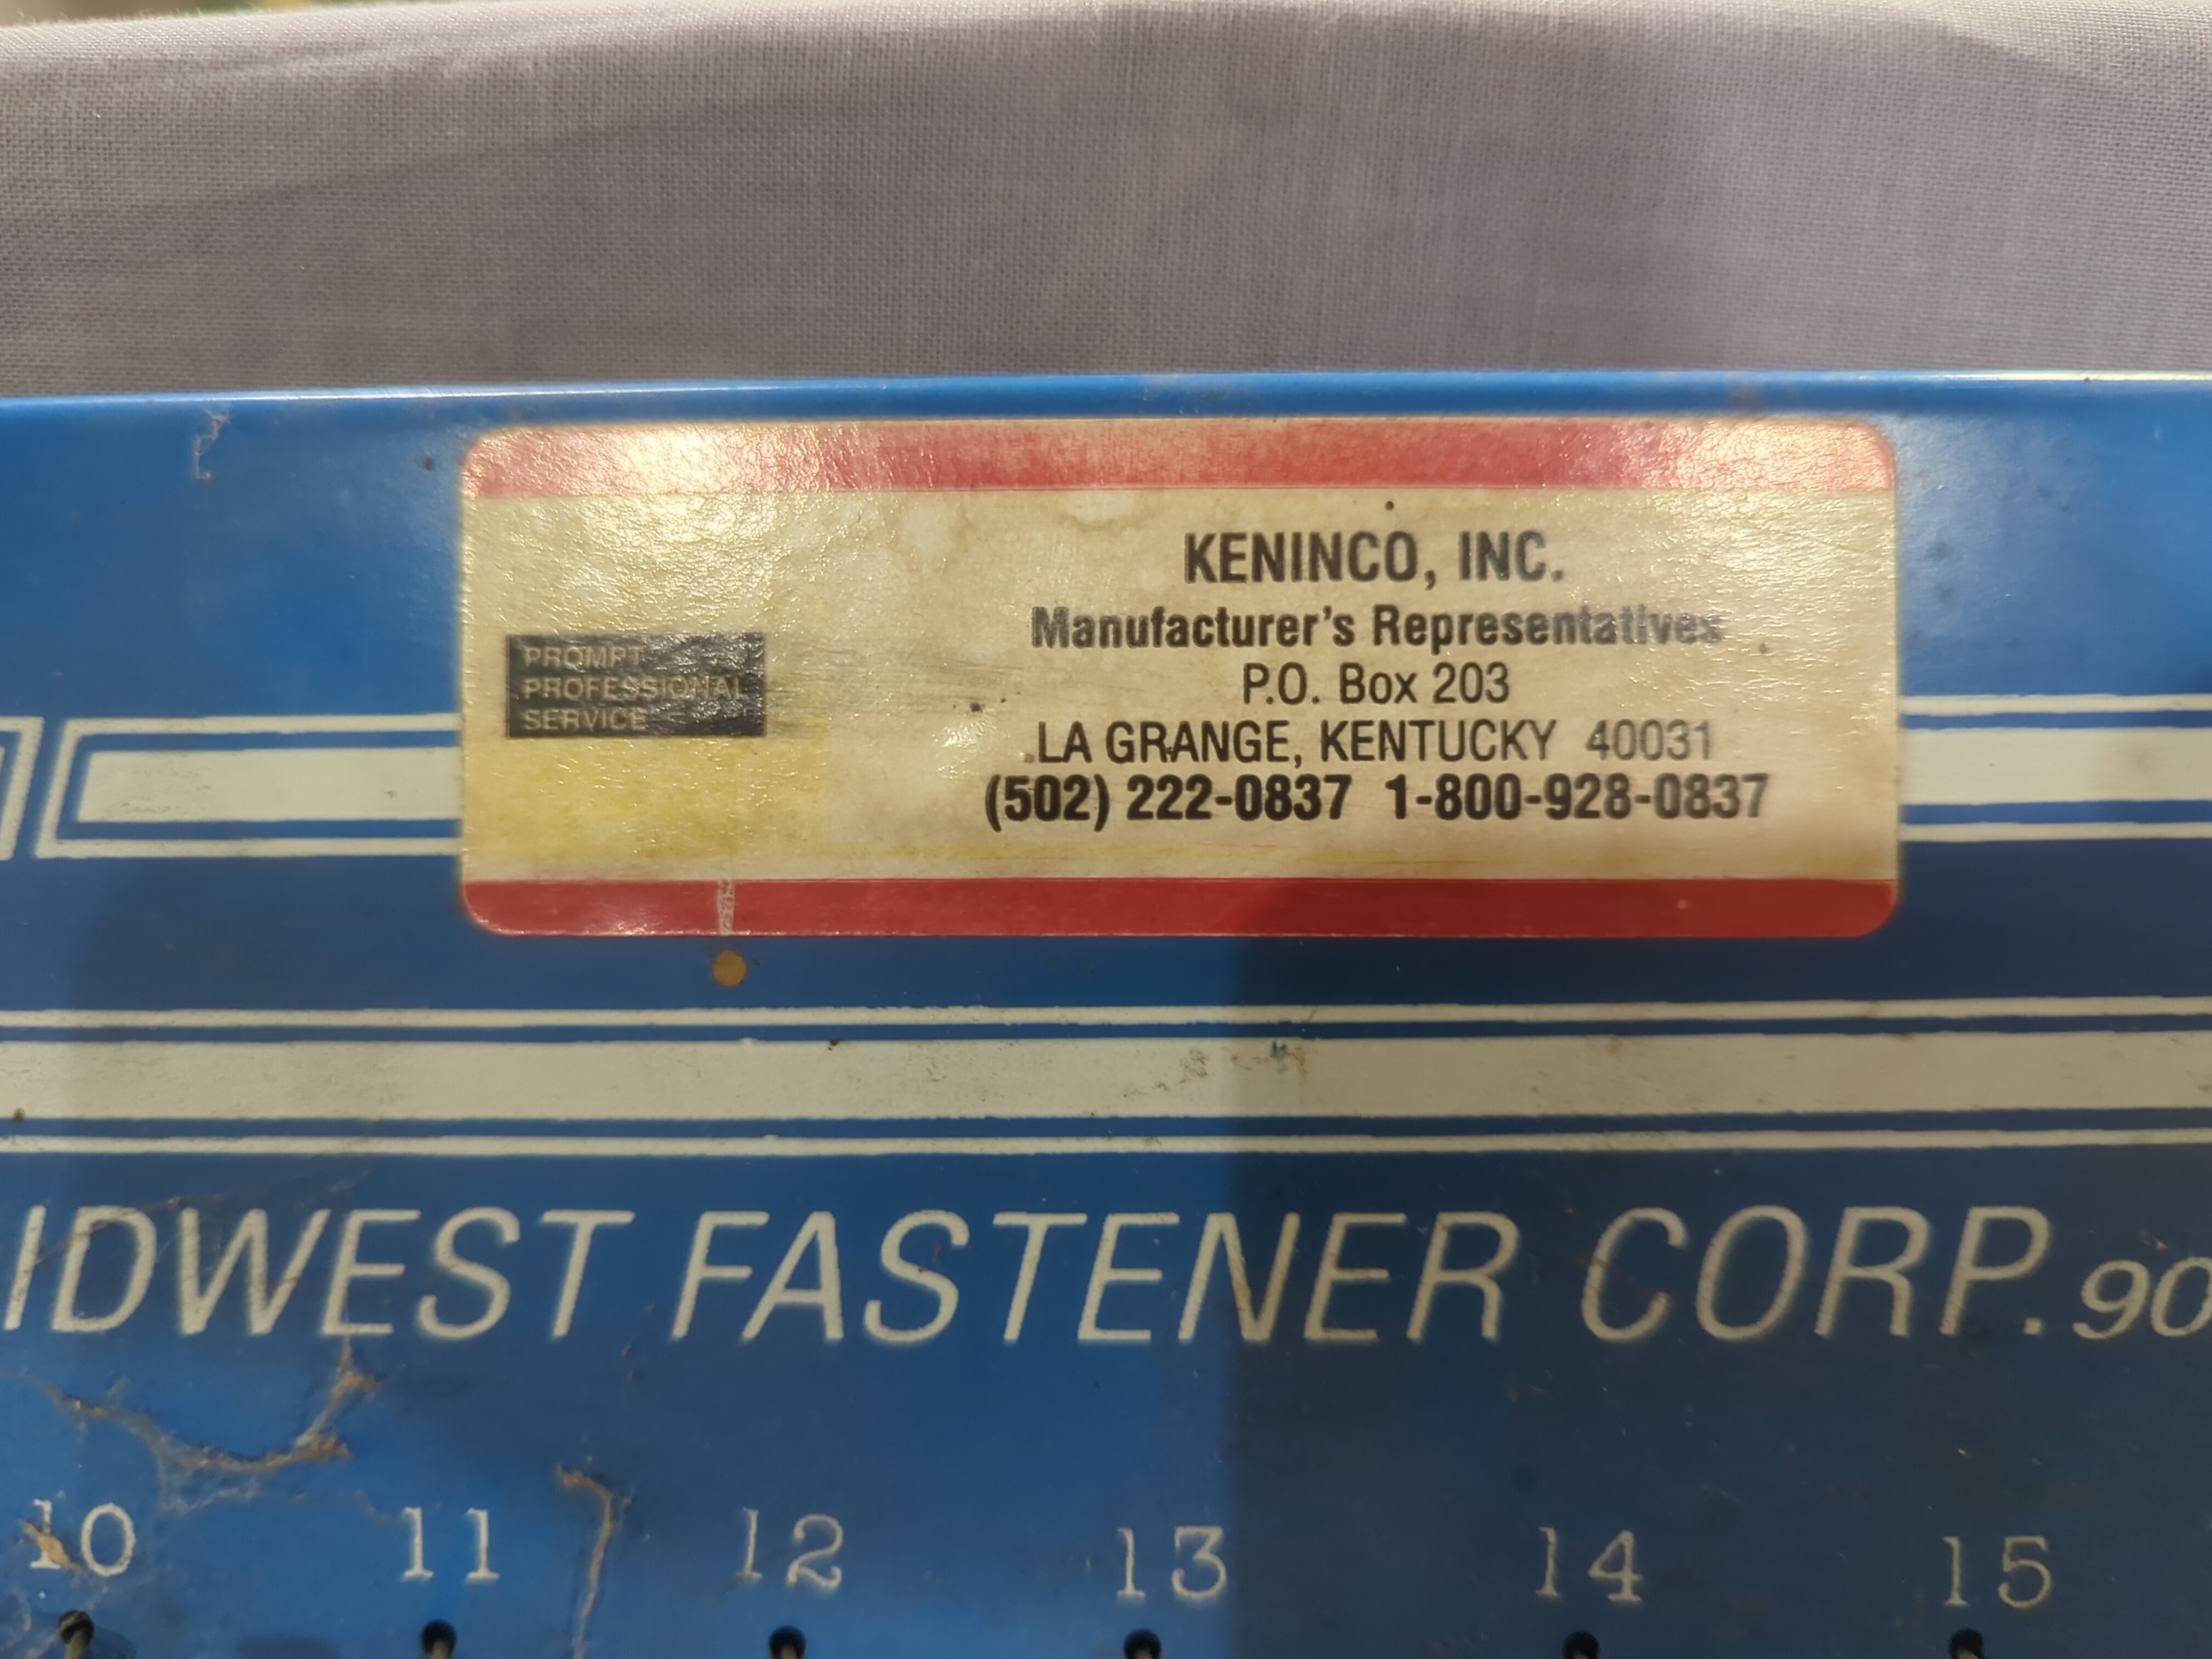 KENINCO, INC.
Manufacturer's Representatives
P.O. Box 203
LA GRANGE, KENTUCKY 40031
(502) 222-0837 1-800-928-0837
PROMPT
PROFESSIONAL
SERVICE
IDWEST FASTENER CORP. 90
10 11 12 13 14 15